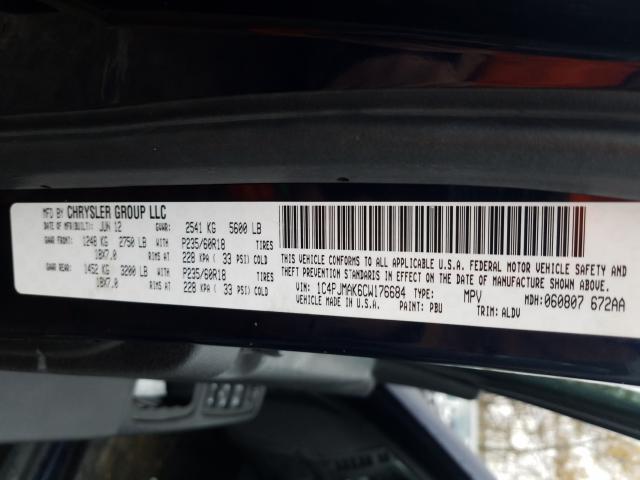 MFD BY CHRYSLER GROUP LLC
DATE OF MFR: JUN 12 GVWR: 2541 KG 5600 LB
GAWR FRONT: 1248 KG 2750 LB WITH P235/60R18 TIRES
18X7.0 RIMS AT 228 KPA ( 33 PSI) COLD
GAWR REAR: 1452 KG 3200 LB WITH P235/60R18 TIRES
18X7.0 RIMS AT 228 KPA ( 33 PSI) COLD
THIS VEHICLE CONFORMS TO ALL APPLICABLE U.S.A. FEDERAL MOTOR VEHICLE SAFETY AND
THEFT PREVENTION STANDARDS IN EFFECT ON THE DATE OF MANUFACTURE SHOWN ABOVE.
VIN: 1C4PJMAK6CW176684 TYPE: MPV MDH: 060807 672AA
VEHICLE MADE IN U.S.A. PAINT: PBU TRIM: ALDV